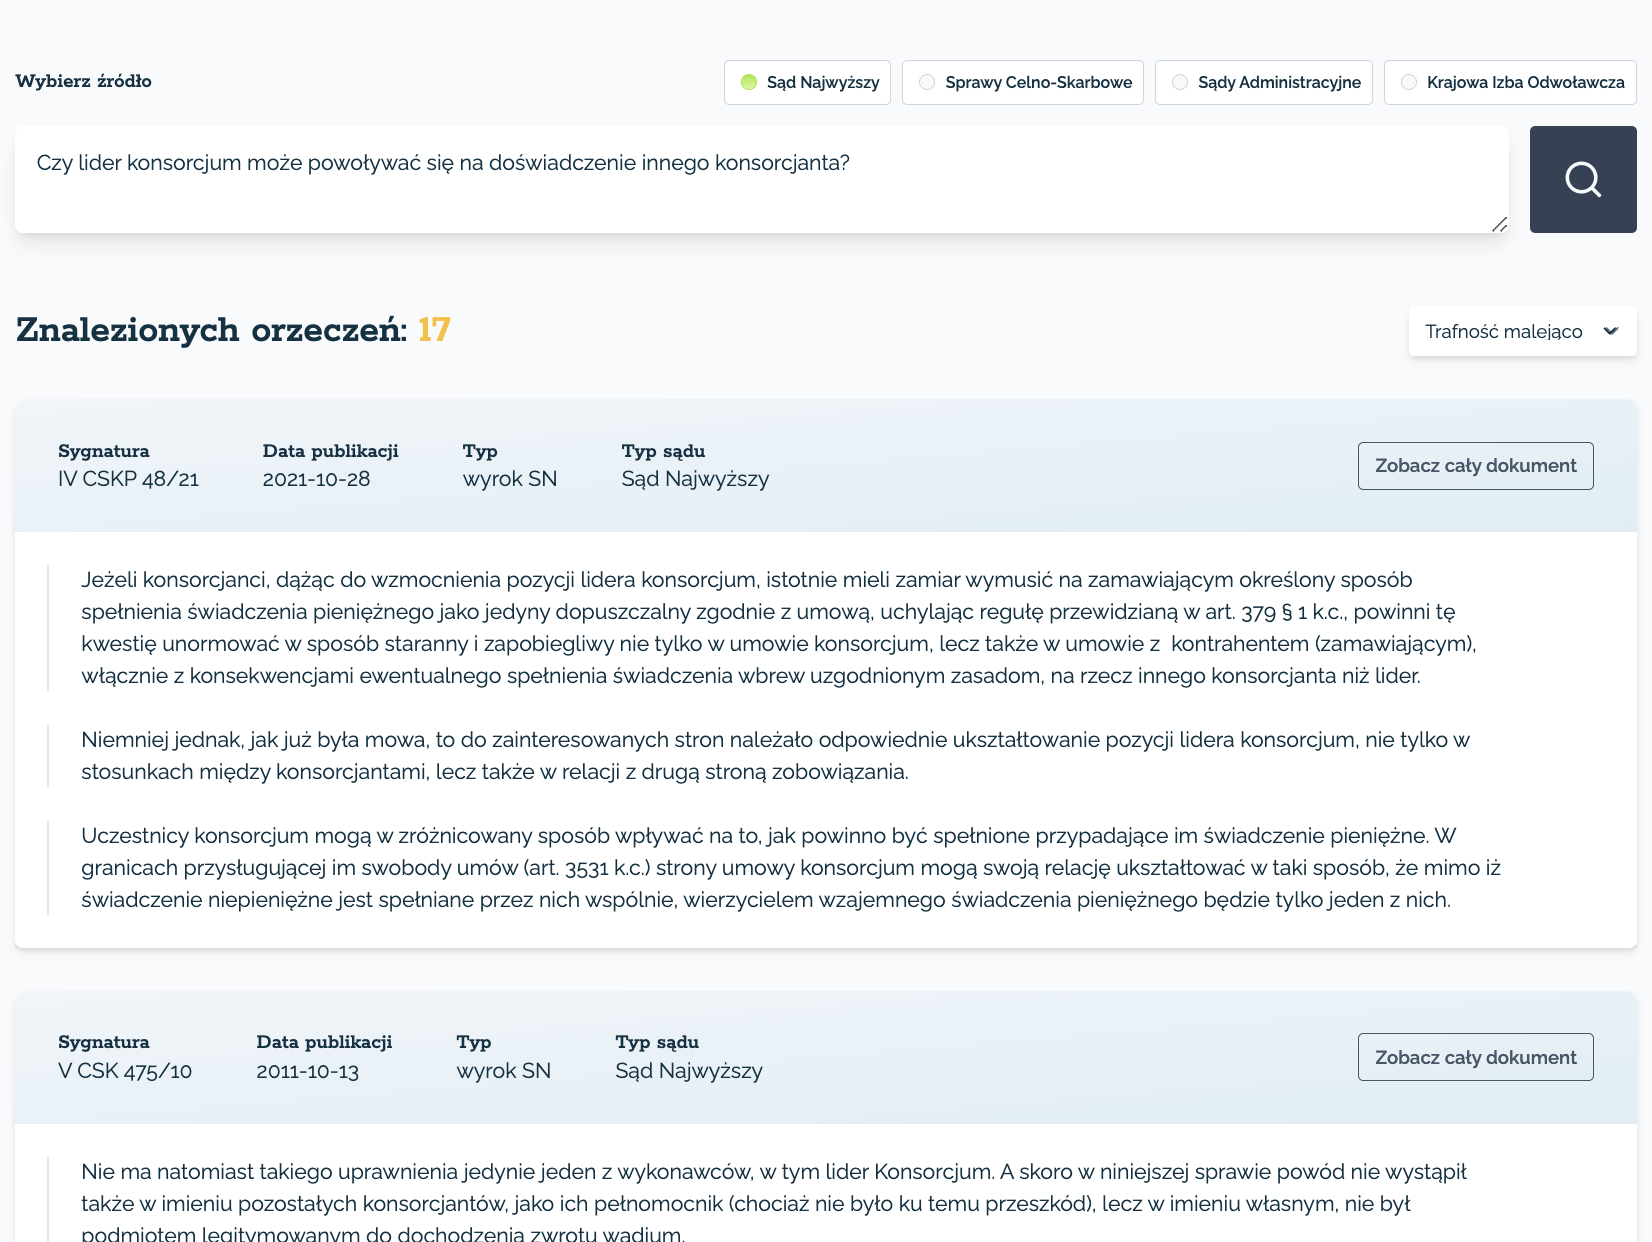 Wybierz źródło
Sąd Najwyższy
Sprawy Celno-Skarbowe
Sądy Administracyjne
Krajowa Izba Odwoławcza
Czy lider konsorcjum może powoływać się na doświadczenie innego konsorcjanta?
Znalezionych orzeczeń: 17
Trafność malejąco
Sygnatura
IV CSKP 48/21
Data publikacji
2021-10-28
Typ
wyrok SN
Typ sądu
Sąd Najwyższy
Zobacz cały dokument
Jeżeli konsorcjanci, dążąc do wzmocnienia pozycji lidera konsorcjum, istotnie mieli zamiar wymusić na zamawiającym określony sposób
spełnienia świadczenia pieniężnego jako jedyny dopuszczalny zgodnie z umową, uchylając regułę przewidzianą w art. 379 § 1 k.c., powinni tę
kwestię unormować w sposób staranny i zapobiegliwy nie tylko w umowie konsorcjum, lecz także w umowie z kontrahentem (zamawiającym),
włącznie z konsekwencjami ewentualnego spełnienia świadczenia wbrew uzgodnionym zasadom, na rzecz innego konsorcjanta niż lider.
Niemniej jednak, jak już była mowa, to do zainteresowanych stron należało odpowiednie ukształtowanie pozycji lidera konsorcjum, nie tylko w
stosunkach między konsorcjantami, lecz także w relacji z drugą stroną zobowiązania.
Uczestnicy konsorcjum mogą w zróżnicowany sposób wpływać na to, jak powinno być spełnione przypadające im świadczenie pieniężne. W
granicach przysługującej im swobody umów (art. 3531 k.c.) strony umowy konsorcjum mogą swoją relację ukształtować w taki sposób, że mimo iż
świadczenie niepieniężne jest spełniane przez nich wspólnie, wierzycielem wzajemnego świadczenia pieniężnego będzie tylko jeden z nich.
Sygnatura
V CSK 475/10
Data publikacji
2011-10-13
Typ
wyrok SN
Typ sądu
Sąd Najwyższy
Zobacz cały dokument
Nie ma natomiast takiego uprawnienia jedynie jeden z wykonawców, w tym lider Konsorcjum. A skoro w niniejszej sprawie powód nie wystąpił
także w imieniu pozostałych konsorcjantów, jako ich pełnomocnik (chociaż nie było ku temu przeszkód), lecz w imieniu własnym, nie był
podmiotem legitymowanym do dochodzenia zwrotu wadium.